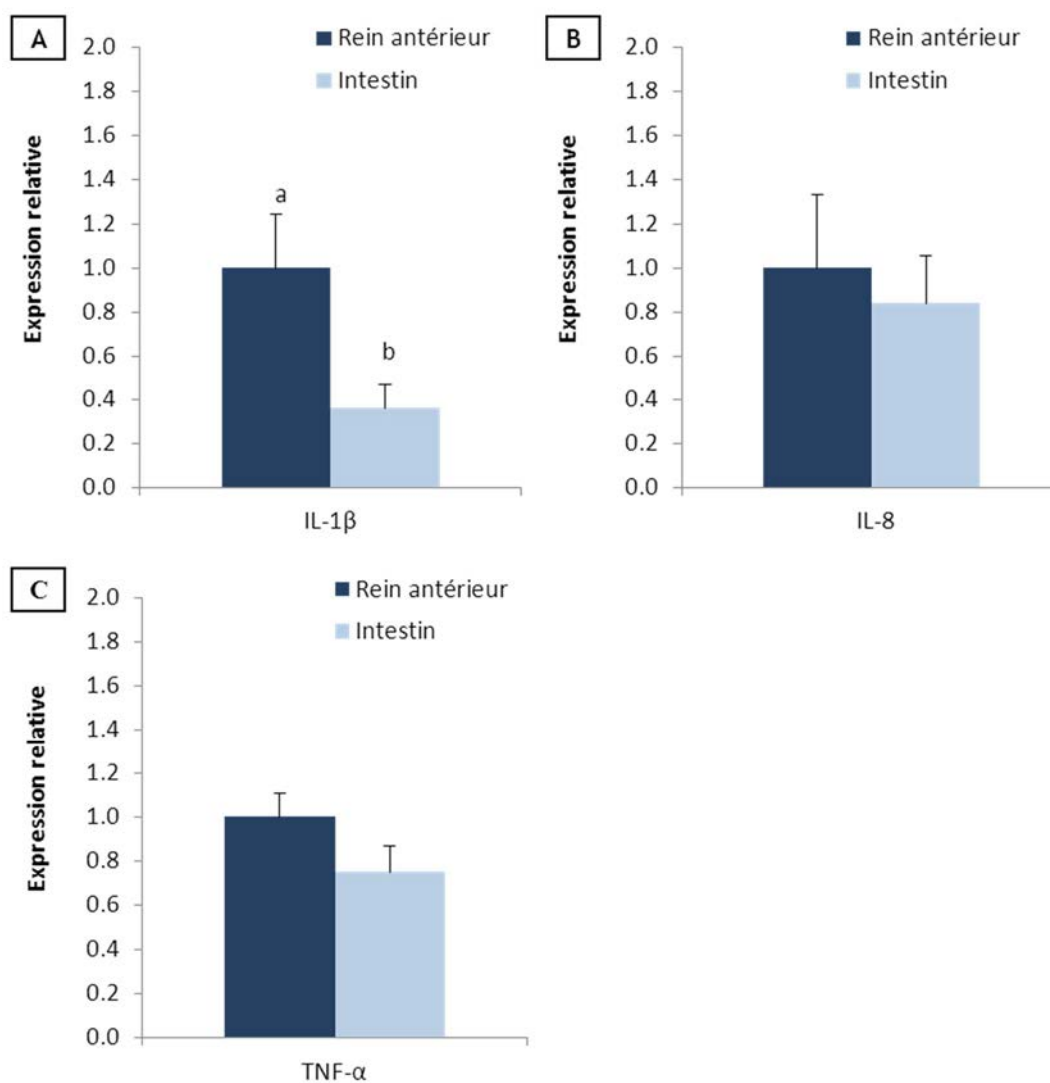 A
Expression relative
2.0
1.8
1.6
1.4
1.2
1.0
0.8
0.6
0.4
0.2
0.0
Rein antérieur
Intestin
a
b
IL-1β
B
Expression relative
2.0
1.8
1.6
1.4
1.2
1.0
0.8
0.6
0.4
0.2
0.0
Rein antérieur
Intestin
IL-8
C
Expression relative
2.0
1.8
1.6
1.4
1.2
1.0
0.8
0.6
0.4
0.2
0.0
Rein antérieur
Intestin
TNF-α